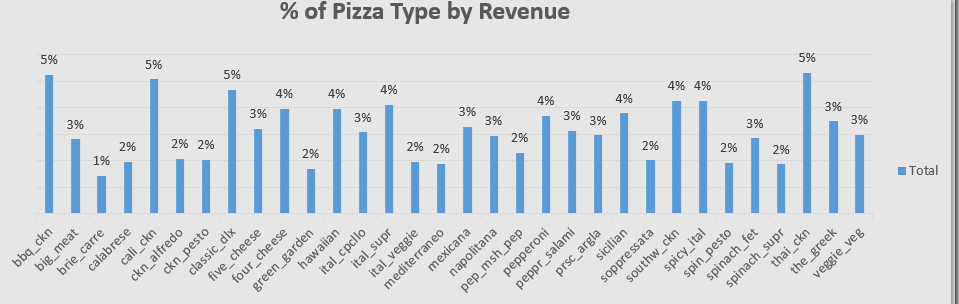 % of Pizza Type by Revenue
5% 3% 1% 2% 5% 2% 2% 5% 3% 4% 2% 4% 3% 4% 2% 2% 3% 3% 2% 4% 3% 3% 4% 2% 4% 4% 2% 3% 2% 5% 3% 3%
Total
bbq_ckn
big_meat
brie_carre
calabrese
cali_ckn
ckn_alfredo
ckn_pesto
classic_dlx
five_cheese
four_cheese
green_garden
hawaiian
ital_cpcllo
ital_supr
ital_veggie
mediterraneo
mexicana
napolitana
pep_msh_pep
pepperoni
peppr_salami
prsc_argla
sicilian
soppressata
southw_ckn
spicy_ital
spin_pesto
spinach_fet
spinach_supr
thai_ckn
the_greek
veggie_veg